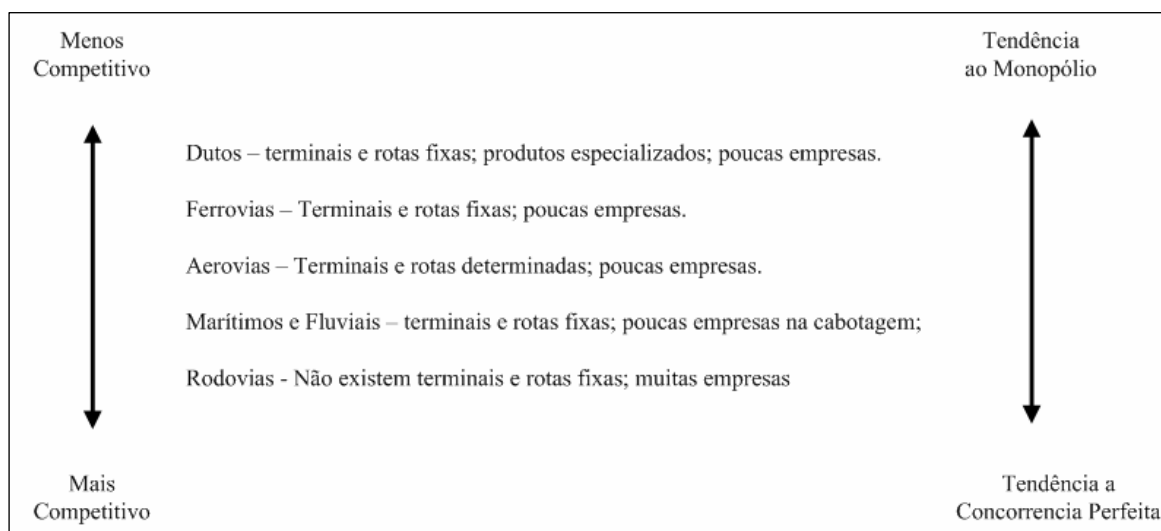 Menos
Competitivo
Tendência
ao Monopólio
Dutos – terminais e rotas fixas; produtos especializados; poucas empresas.
Ferrovias – Terminais e rotas fixas; poucas empresas.
Aerovias – Terminais e rotas determinadas; poucas empresas.
Marítimos e Fluviais – terminais e rotas fixas; poucas empresas na cabotagem;
Rodovias - Não existem terminais e rotas fixas; muitas empresas
Mais
Competitivo
Tendência a
Concorrencia Perfeita